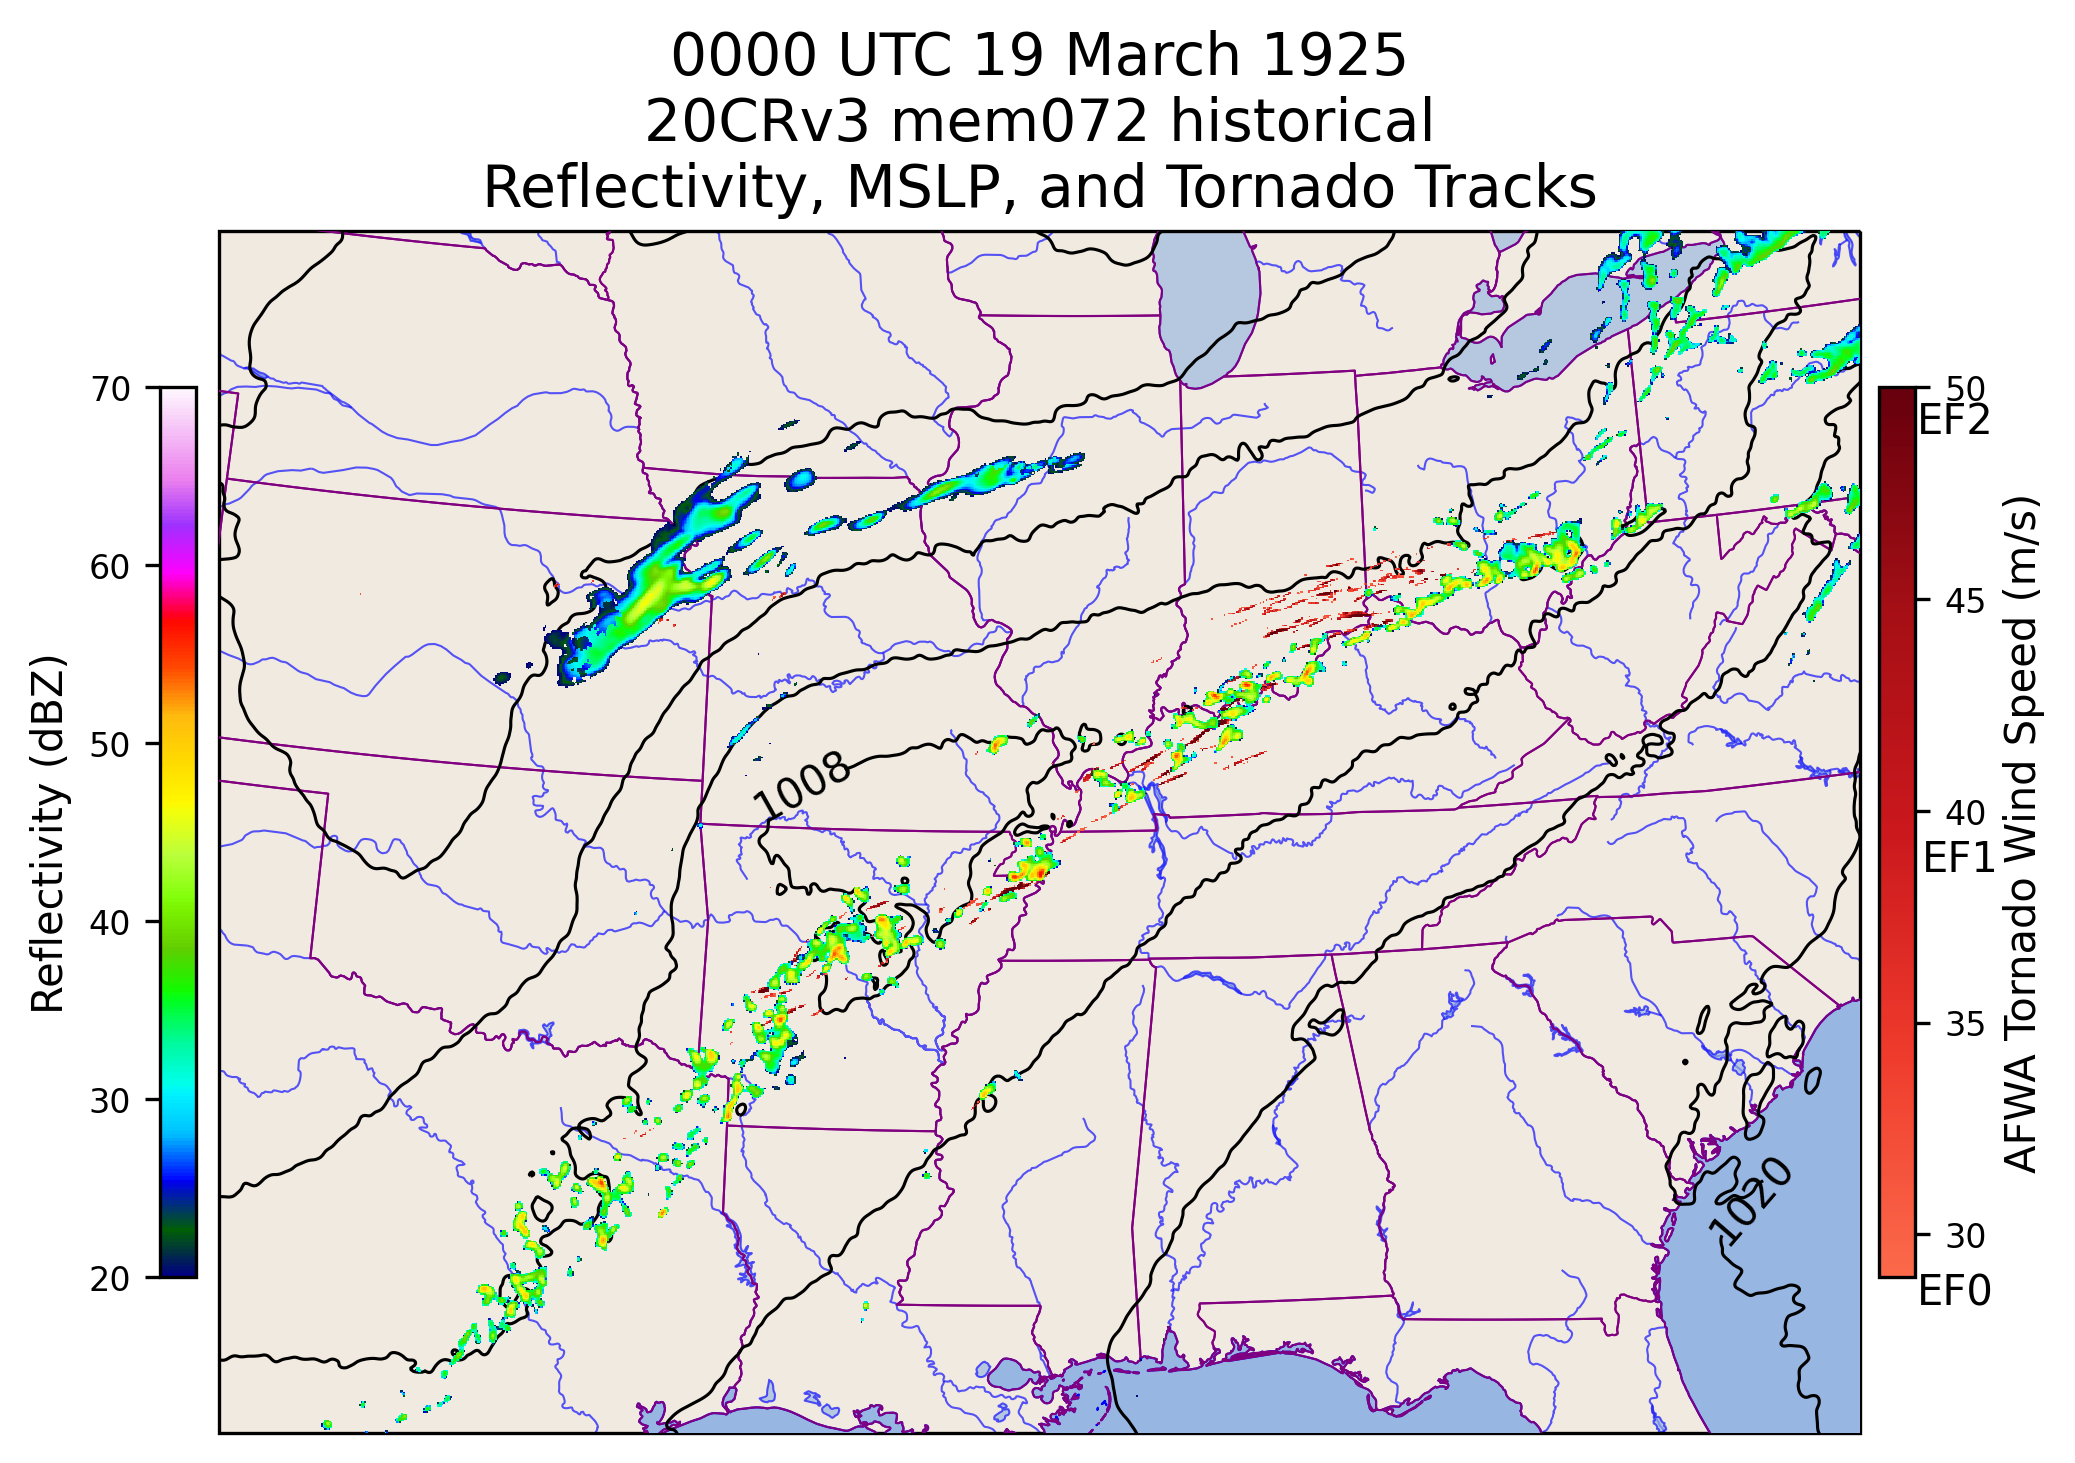 0000 UTC 19 March 1925
20CRv3 mem072 historical
Reflectivity, MSLP, and Tornado Tracks
70
60
50
40
30
20
Reflectivity (dBZ)
1008
1020
50
EF2
45
40
EF1
35
30
EF0
AFWA Tornado Wind Speed (m/s)